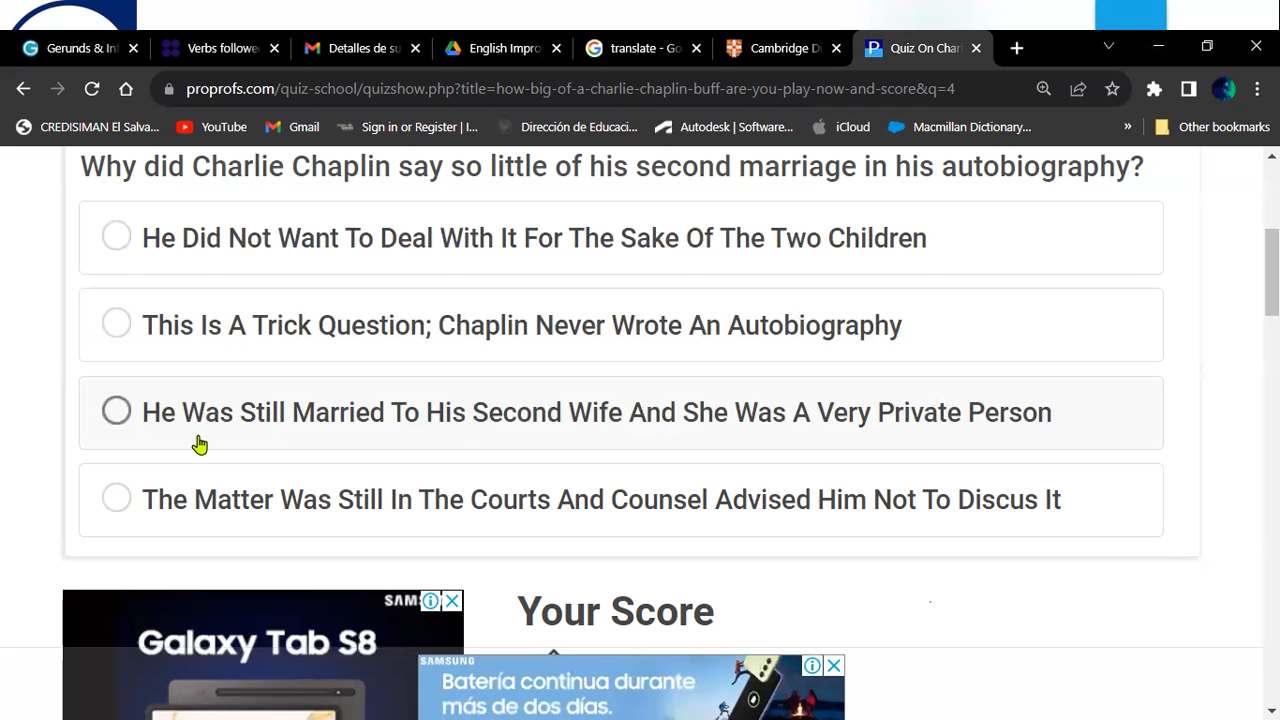 Gerunds & Inf
Verbs followe
Detalles de su
English Impro
translate - Go
Cambridge Di
Quiz On Charl
proprofs.com/quiz-school/quizshow.php?title=how-big-of-a-charlie-chaplin-buff-are-you-play-now-and-score&q=4
CREDISIMAN El Salva...
YouTube
Gmail
Sign in or Register | I...
Dirección de Educaci...
Autodesk | Software...
iCloud
Macmillan Dictionary...
»
Other bookmarks
Why did Charlie Chaplin say so little of his second marriage in his autobiography?
He Did Not Want To Deal With It For The Sake Of The Two Children
This Is A Trick Question; Chaplin Never Wrote An Autobiography
He Was Still Married To His Second Wife And She Was A Very Private Person
The Matter Was Still In The Courts And Counsel Advised Him Not To Discus It
SAMS
Galaxy Tab S8
Your Score
SAMSUNG
Batería continua durante
más de dos días.